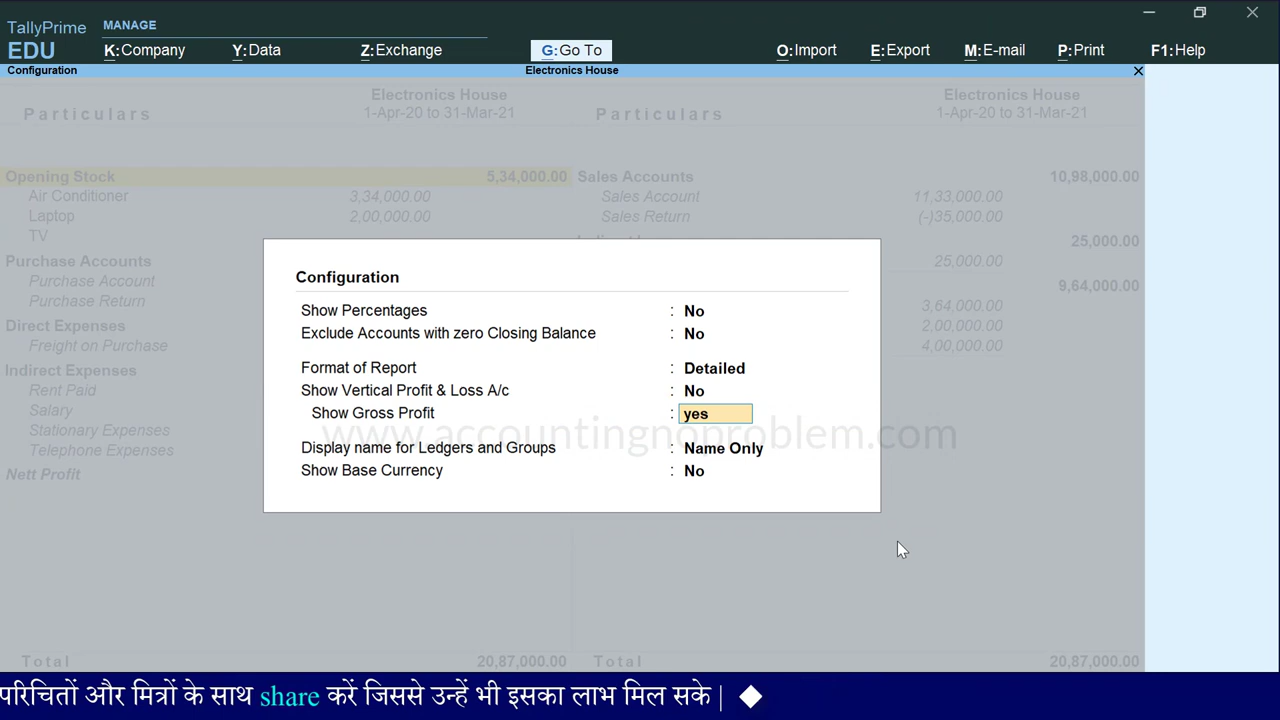 TallyPrime MANAGE
EDU K:Company Y:Data Z:Exchange G:Go To O:Import E:Export M:E-mail P:Print F1:Help
Configuration Electronics House
Electronics House Electronics House
Particulars 1-Apr-20 to 31-Mar-21 Particulars 1-Apr-20 to 31-Mar-21
Opening Stock 5,34,000.00 Sales Accounts 10,98,000.00
Air Conditioner 3,34,000.00 Sales Account 11,33,000.00
Laptop 2,00,000.00 Sales Return (-)35,000.00
TV 25,000.00
Purchase Accounts 25,000.00
Purchase Account 9,64,000.00
Purchase Return 3,64,000.00
Direct Expenses 2,00,000.00
Freight on Purchase 4,00,000.00
Indirect Expenses
Rent Paid
Salary
Stationary Expenses
Telephone Expenses
Nett Profit
Configuration
Show Percentages : No
Exclude Accounts with zero Closing Balance : No
Format of Report : Detailed
Show Vertical Profit & Loss A/c : No
Show Gross Profit : yes
www.accountingnoproblem.com
Display name for Ledgers and Groups : Name Only
Show Base Currency : No
Total 20,87,000.00 Total 20,87,000.00
परिचितों और मित्रों के साथ share करें जिससे उन्हें भी इसका लाभ मिल सके |